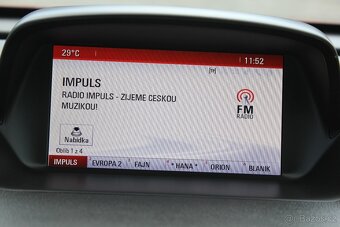 29°C
11:52
[TP]
IMPULS
RADIO IMPULS - ZIJEME CESKOU
MUZIKOU!
FM
RADIO
Nabídka
Oblíb 1 z 4
IMPULS EVROPA 2 FAJN *HANA* ORION BLANIK